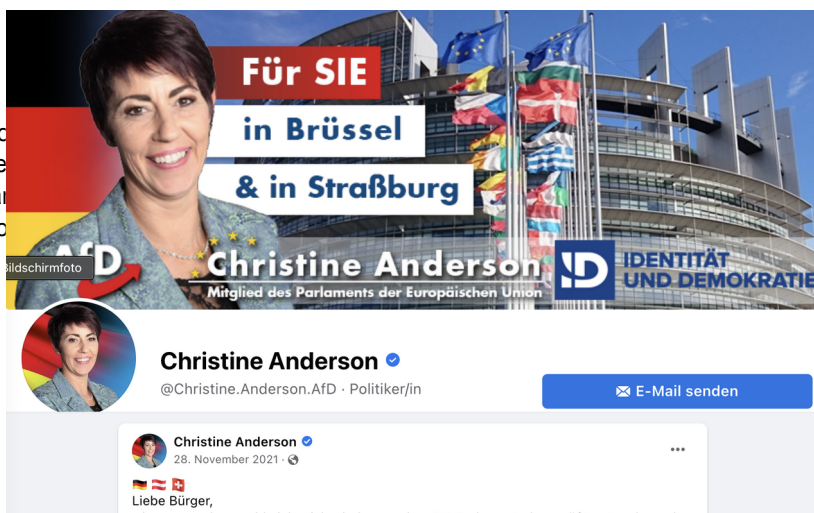 Für SIE
in Brüssel
& in Straßburg
AfD
Christine Anderson
Mitglied des Parlaments der Europäischen Union
ID
IDENTITÄT
UND DEMOKRATIE
Bildschirmfoto
Christine Anderson
@Christine.Anderson.AfD · Politiker/in
E-Mail senden
Christine Anderson
28. November 2021 ·
Liebe Bürger,